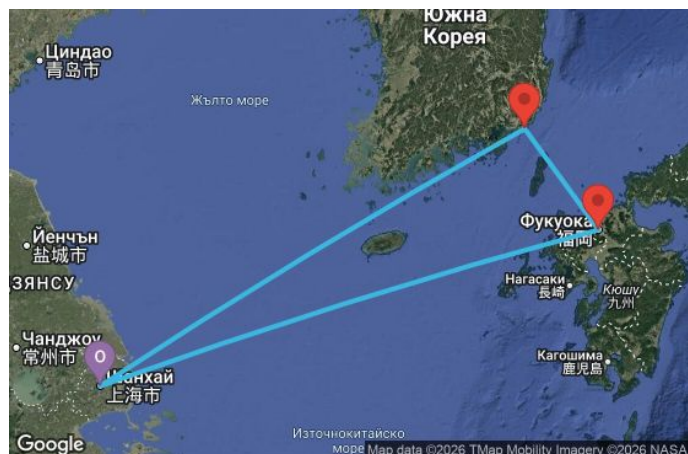 Южна
Корея
Циндао
青岛市
Жълто море
Фукуока
福岡
Йенчън
盐城市
ДЗЯНСУ
Нагасаки
長崎
Кюшу
九州
Чанджоу
常州市
O
Шанхай
上海市
Кагошима
鹿児島
Източнокитайско
море
Google
Map data ©2026 TMap Mobility Imagery ©2026 NASA